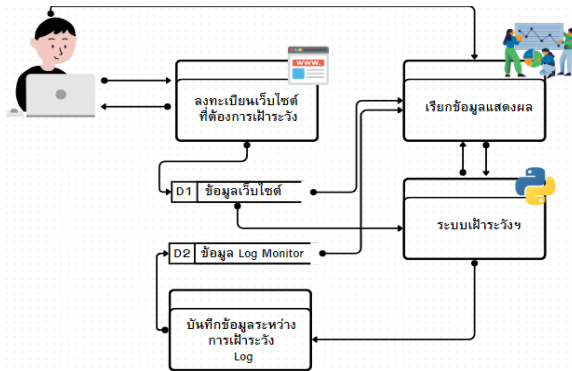 WWW.
ลงทะเบียนเว็บไซต์
ที่ต้องการเฝ้าระวัง
เรียกข้อมูลแสดงผล
D1 ข้อมูลเว็บไซต์
ระบบเฝ้าระวังฯ
D2 ข้อมูล Log Monitor
บันทึกข้อมูลระหว่าง
การเฝ้าระวัง
Log